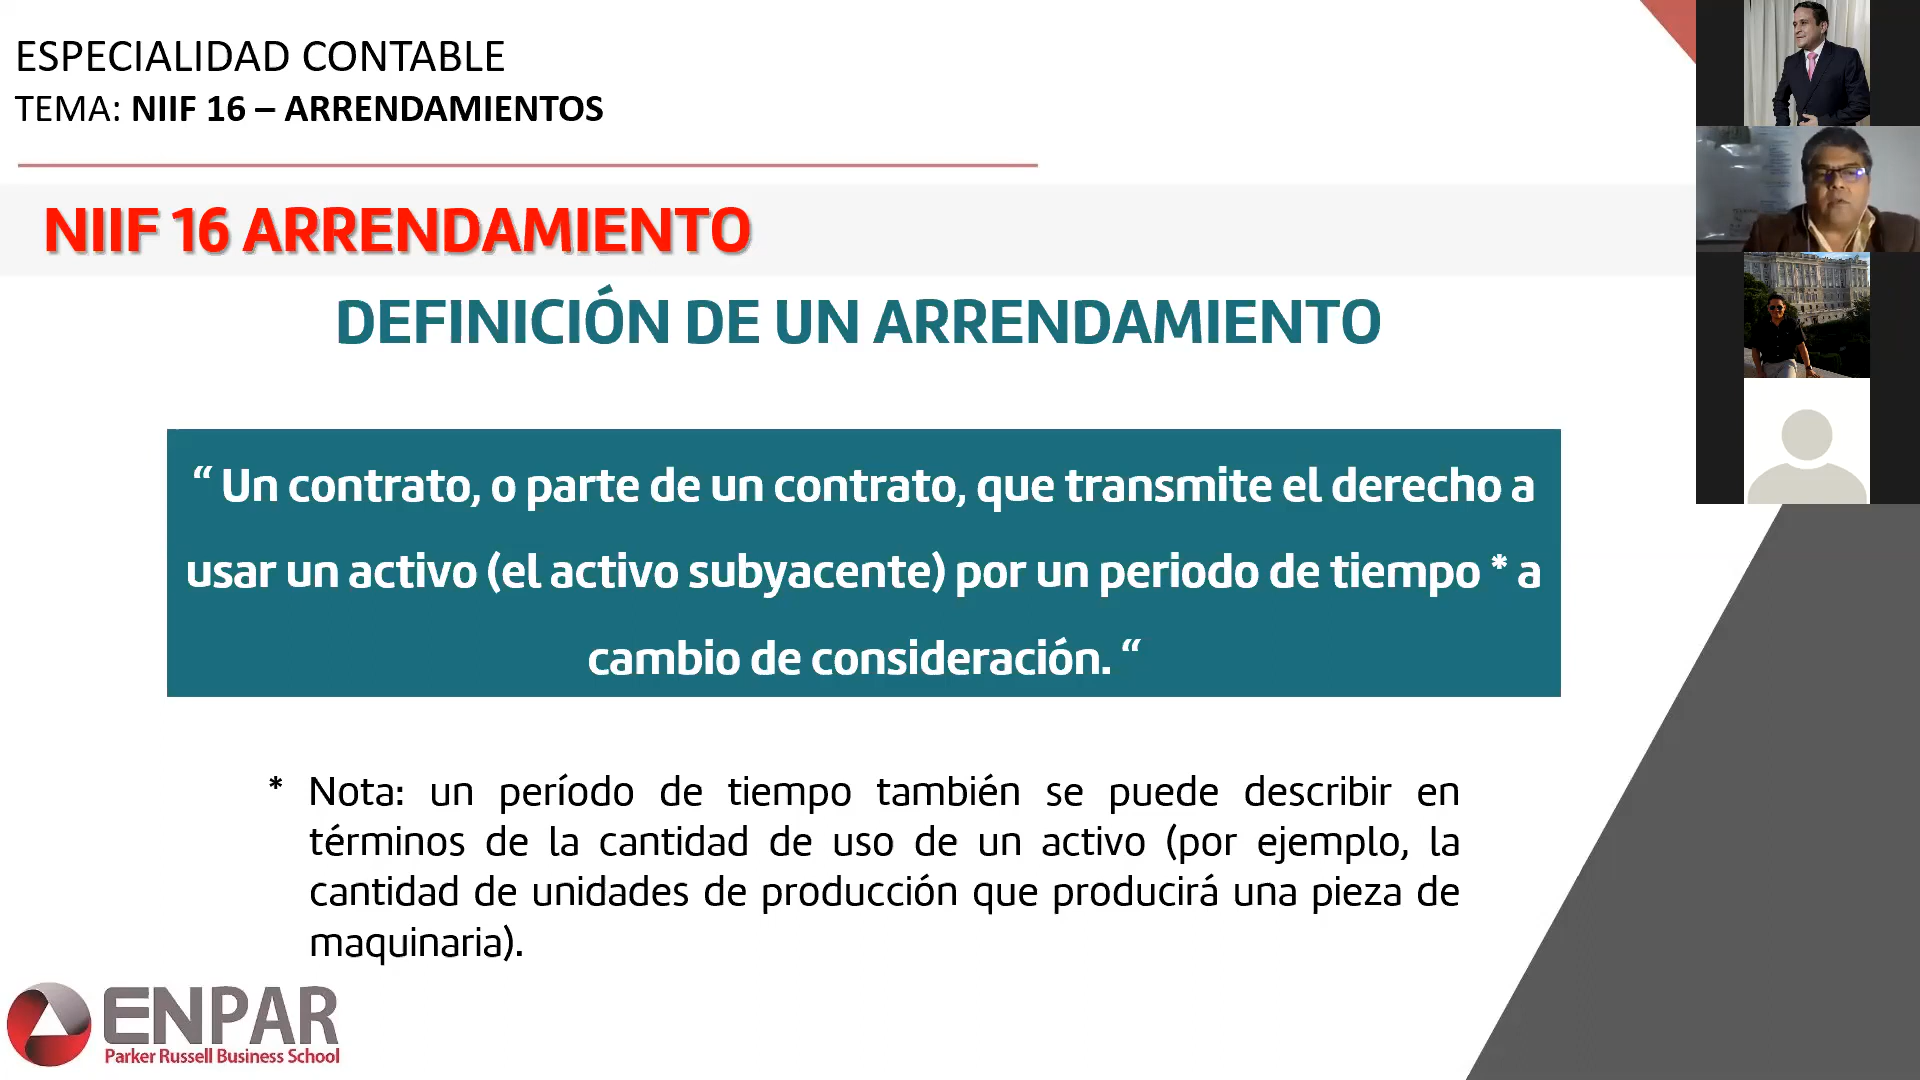 ESPECIALIDAD CONTABLE
TEMA: NIIF 16 – ARRENDAMIENTOS
NIIF 16 ARRENDAMIENTO
DEFINICIÓN DE UN ARRENDAMIENTO
“ Un contrato, o parte de un contrato, que transmite el derecho a
usar un activo (el activo subyacente) por un periodo de tiempo * a
cambio de consideración. “
* Nota: un período de tiempo también se puede describir en
términos de la cantidad de uso de un activo (por ejemplo, la
cantidad de unidades de producción que producirá una pieza de
maquinaria).
ENPAR
Parker Russell Business School